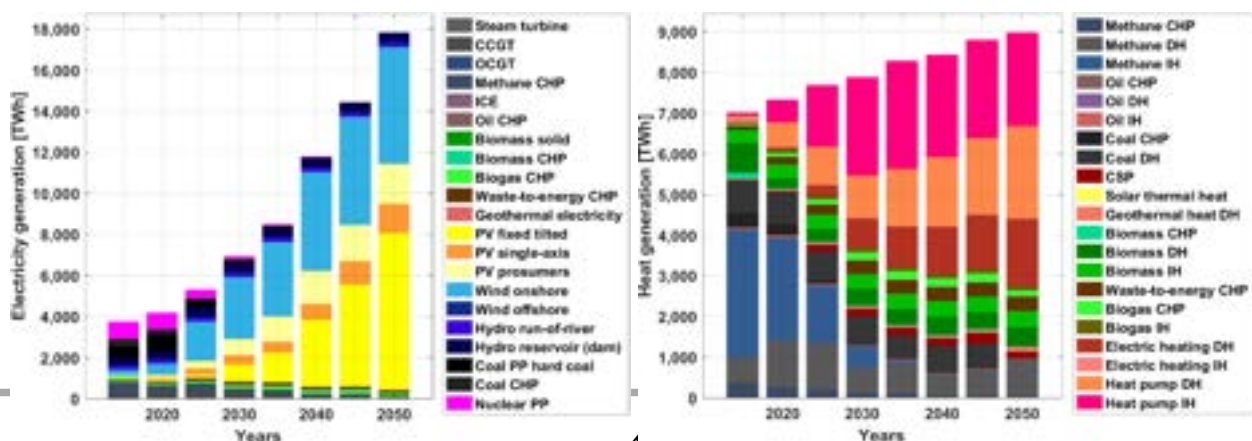 Electricity generation [TWh]
18,000
16,000
14,000
12,000
10,000
8,000
6,000
4,000
2,000
0
2020
2030
2040
2050
Years
Steam turbine
CCGT
OCGT
Methane CHP
ICE
Oil CHP
Biomass solid
Biomass CHP
Biogas CHP
Waste-to-energy CHP
Geothermal electricity
PV fixed tilted
PV single-axis
PV prosumers
Wind onshore
Wind offshore
Hydro run-of-river
Hydro reservoir (dam)
Coal PP hard coal
Coal CHP
Nuclear PP
Heat generation [TWh]
9,000
8,000
7,000
6,000
5,000
4,000
3,000
2,000
1,000
0
2020
2030
2040
2050
Years
Methane CHP
Methane DH
Methane IH
Oil CHP
Oil DH
Oil IH
Coal CHP
Coal DH
CSP
Solar thermal heat
Geothermal heat DH
Biomass CHP
Biomass DH
Biomass IH
Waste-to-energy CHP
Biogas CHP
Biogas IH
Electric heating DH
Electric heating IH
Heat pump DH
Heat pump IH